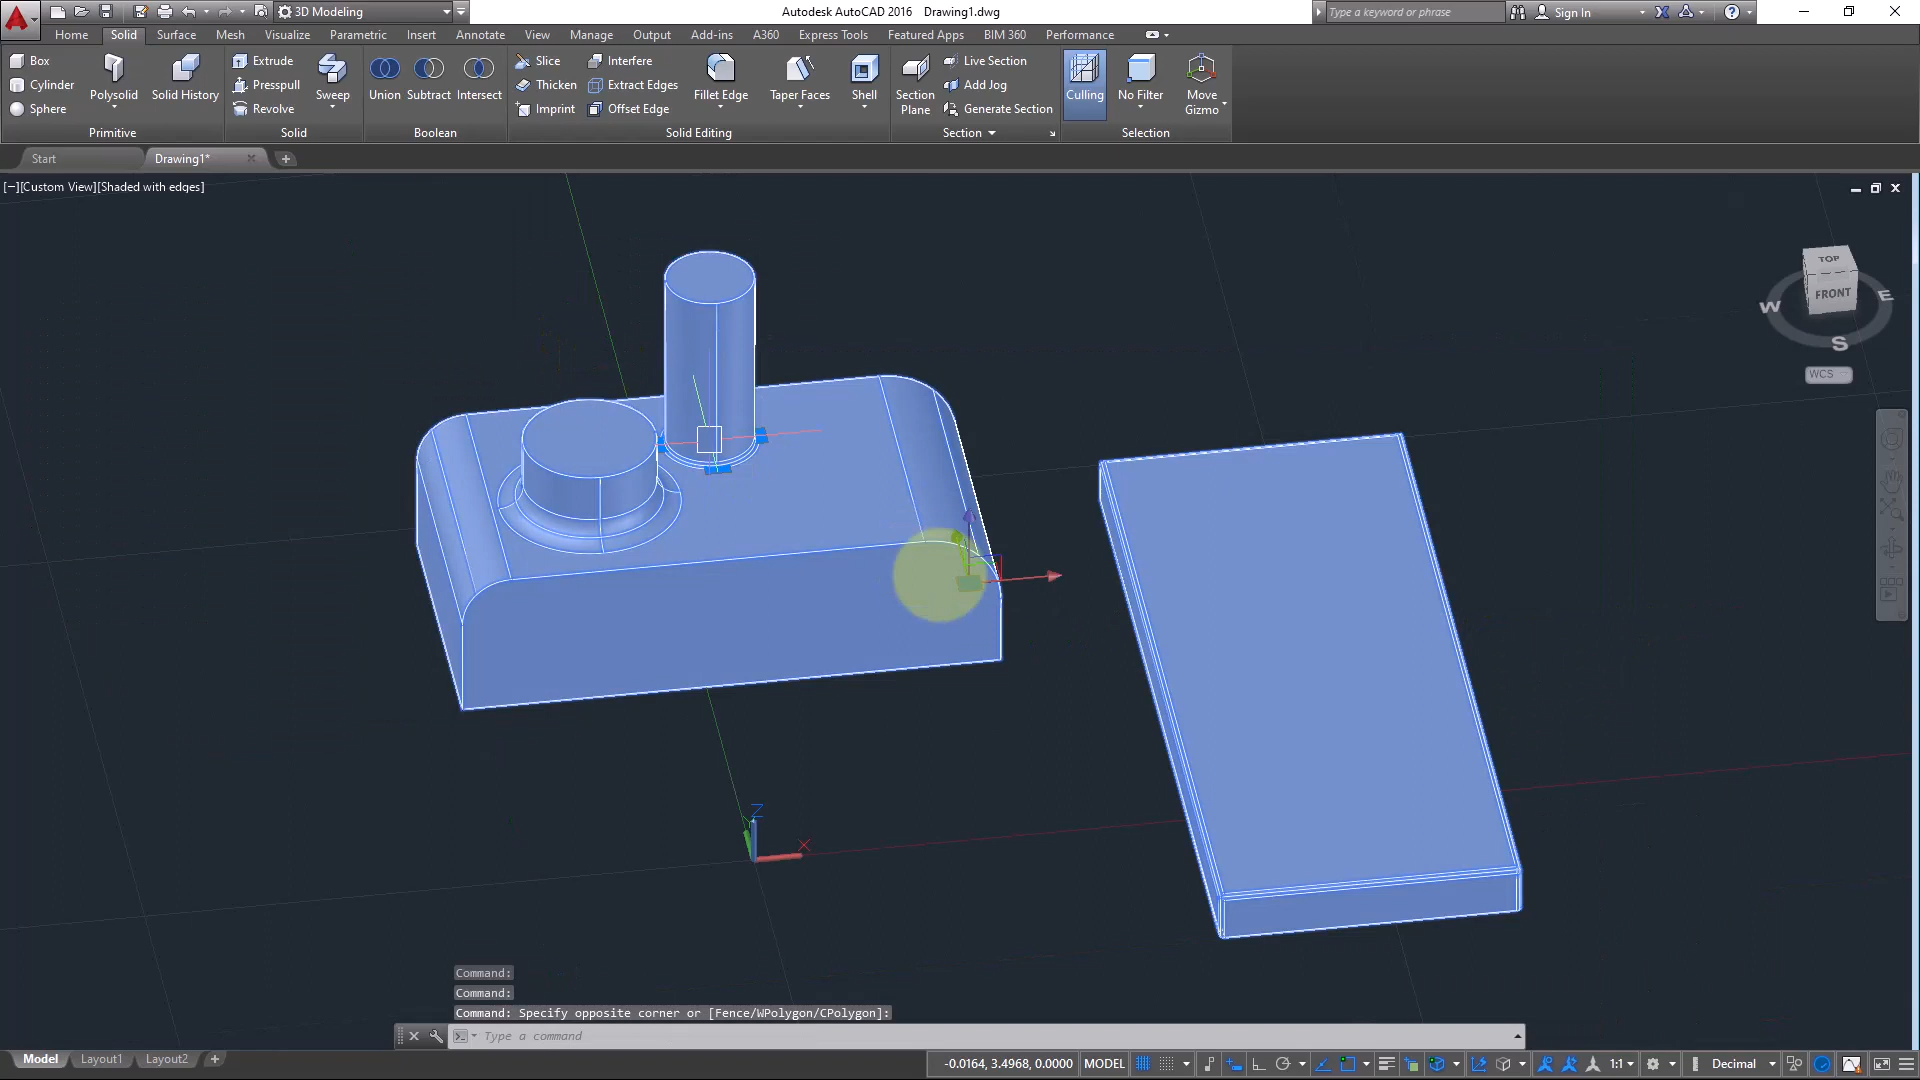 3D Modeling
Autodesk AutoCAD 2016 Drawing1.dwg
Type a keyword or phrase
Sign In
Home Solid Surface Mesh Visualize Parametric Insert Annotate View Manage Output Add-ins A360 Express Tools Featured Apps BIM 360 Performance
Box
Cylinder
Sphere
Polysolid
Solid History
Primitive
Extrude
Presspull
Revolve
Sweep
Solid
Union Subtract Intersect
Boolean
Slice
Thicken
Imprint
Interfere
Extract Edges
Offset Edge
Fillet Edge
Taper Faces
Shell
Solid Editing
Section
Plane
Live Section
Add Jog
Generate Section
Section
Culling
No Filter
Move
Gizmo
Selection
Start
Drawing1*
[−][Custom View][Shaded with edges]
TOP
FRONT
W
E
S
WCS
Z
X
Command:
Command:
Command: Specify opposite corner or [Fence/WPolygon/CPolygon]:
Type a command
Model Layout1 Layout2
-0.0164, 3.4968, 0.0000 MODEL
1:1
Decimal